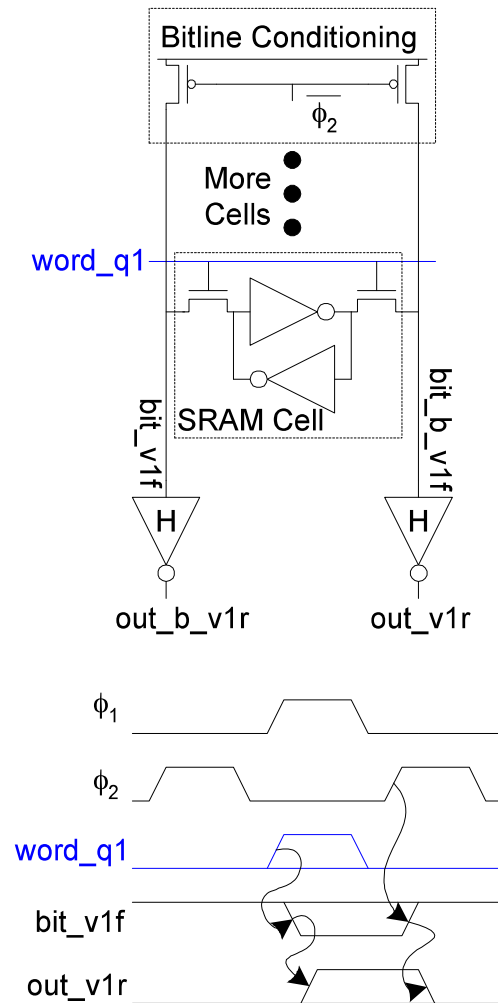 Bitline Conditioning
ϕ₂
More
Cells
word_q1
SRAM Cell
bit_v1f
bit_b_v1f
H
H
out_b_v1r
out_v1r
ϕ₁
ϕ₂
word_q1
bit_v1f
out_v1r